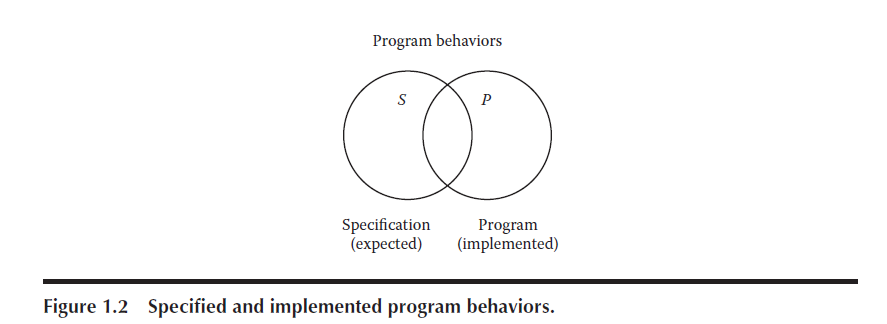 Program behaviors
S P
Specification Program
(expected) (implemented)
Figure 1.2 Specified and implemented program behaviors.